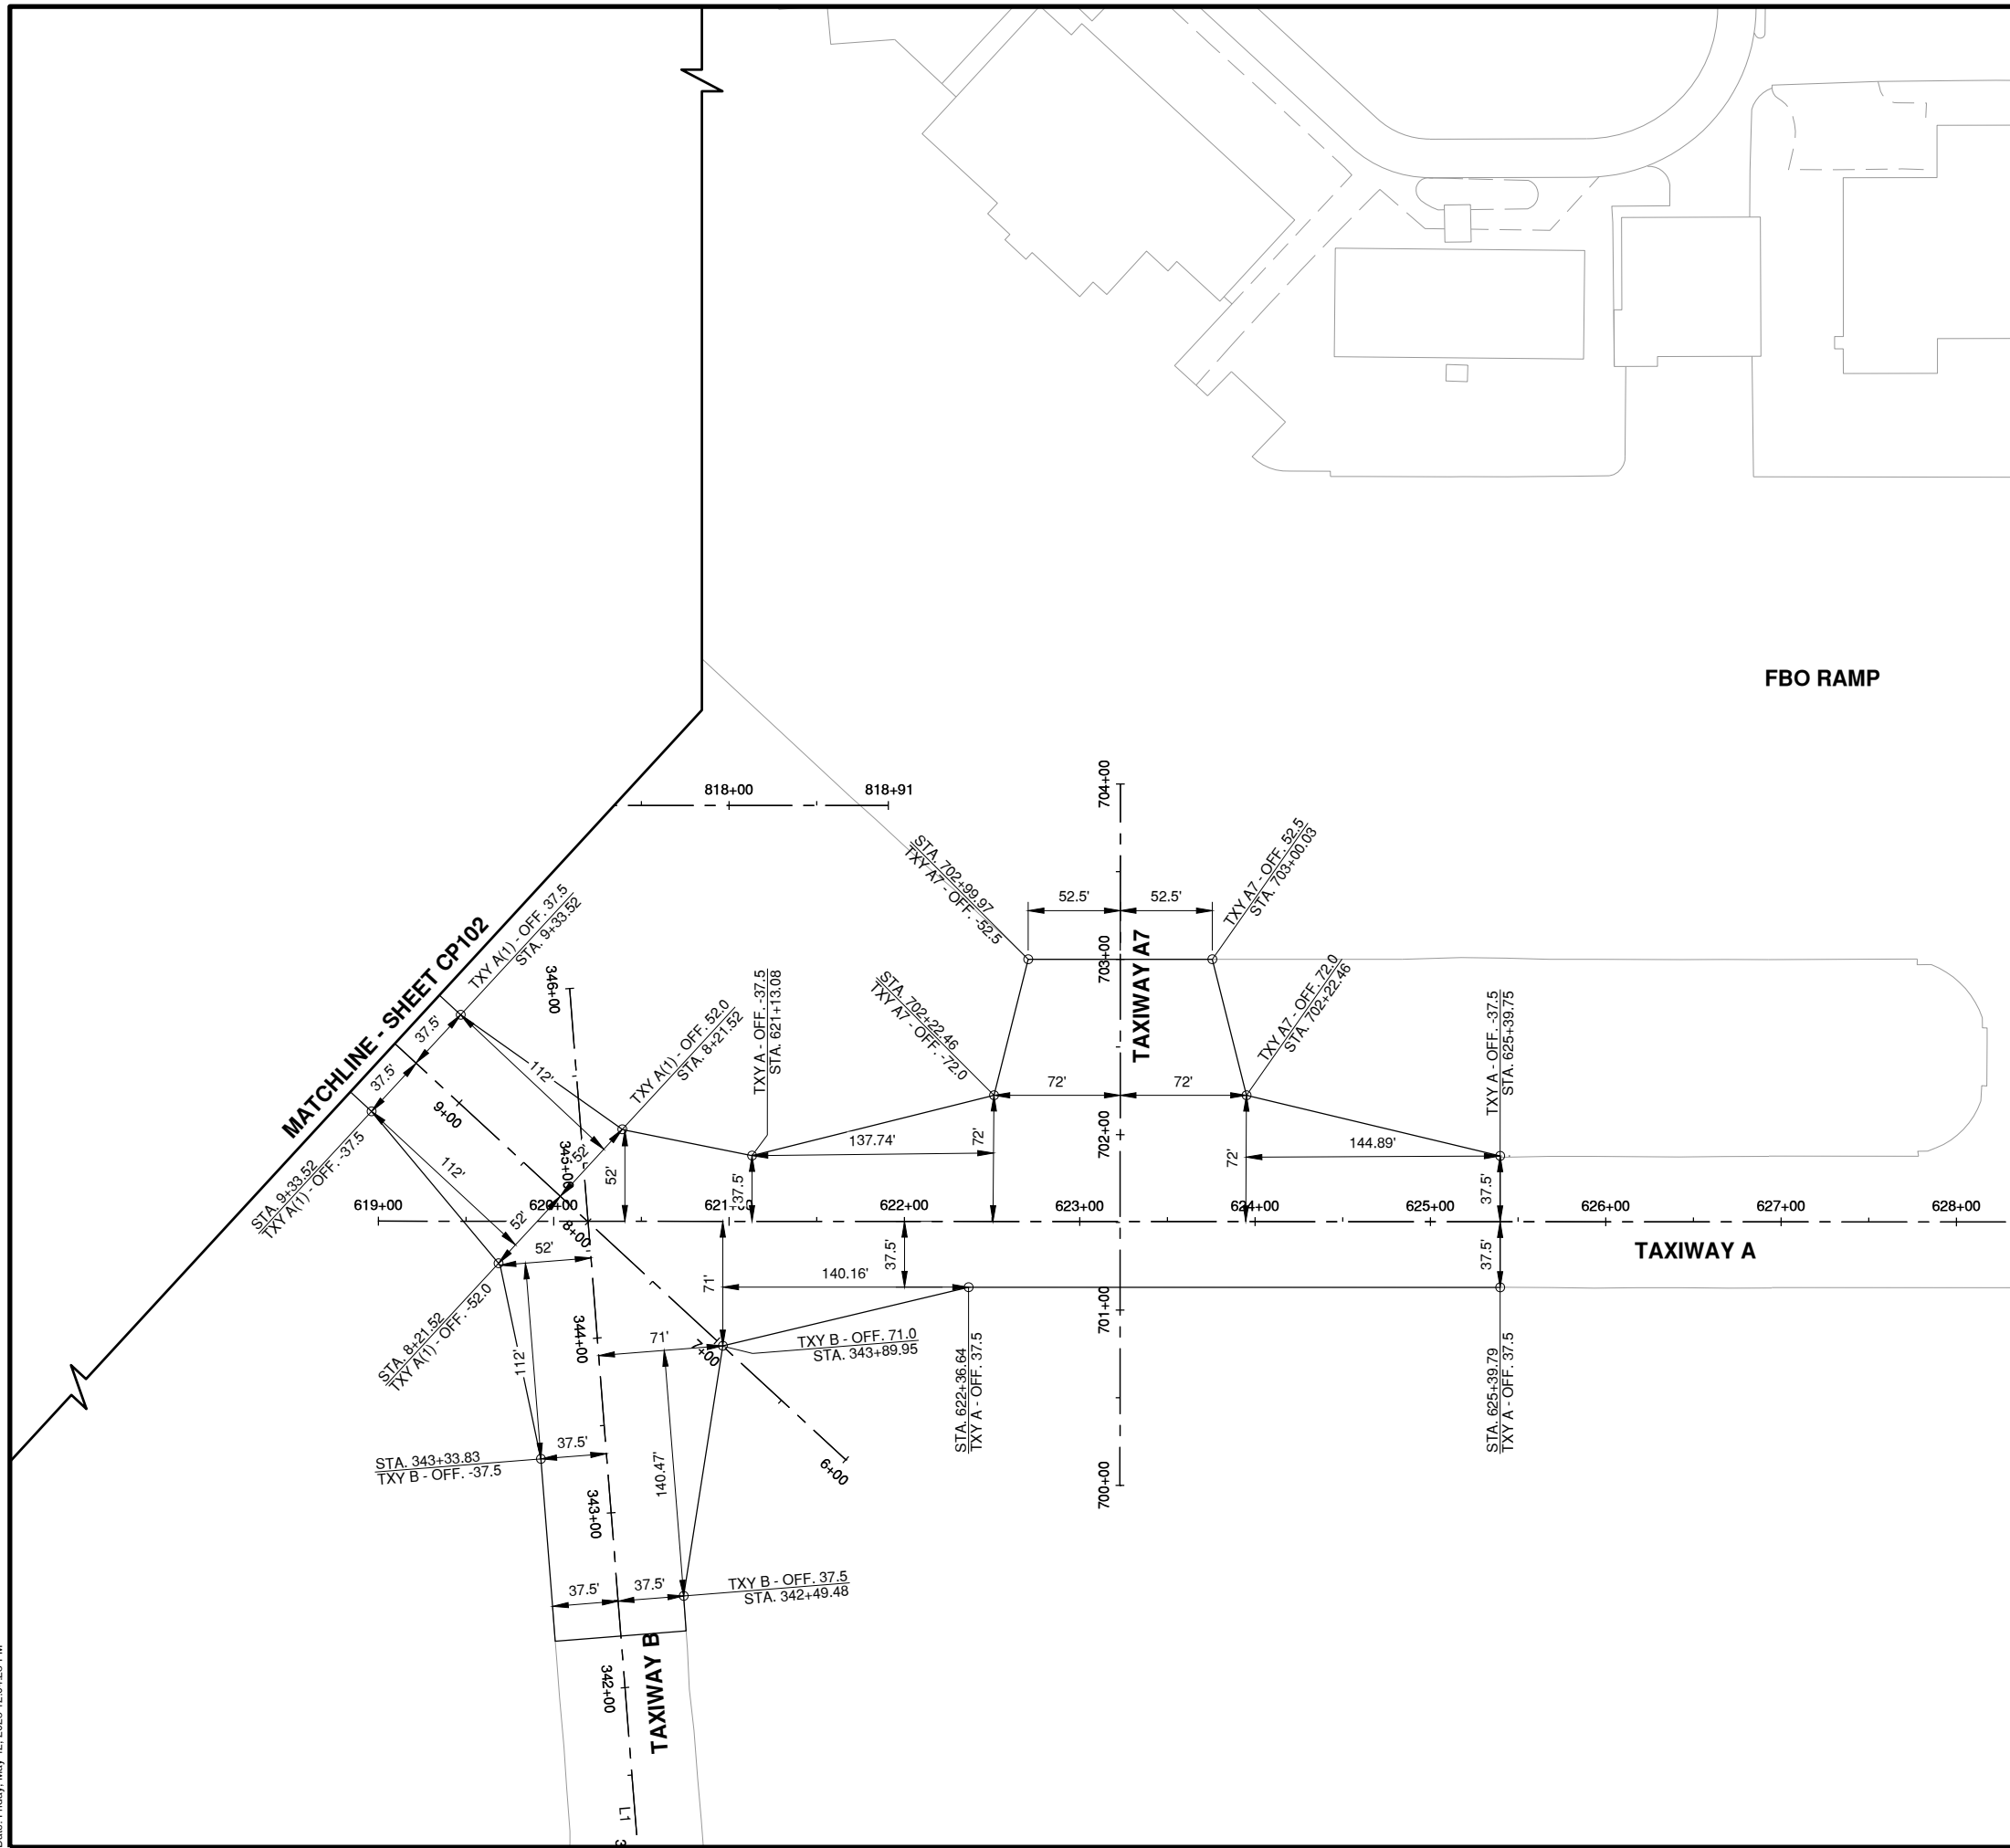 FBO RAMP
818+00
818+91
704+00
STA. 702+99.97
TXY A7 - OFF. -52.5
52.5'
52.5'
TXY A7 - OFF. 52.5
STA. 703+00.03
MATCHLINE - SHEET CP102
TXY A(1) - OFF. 37.5
STA. 9+33.52
346+00
703+00
TAXIWAY A7
37.5'
37.5'
112'
9+00
TXY A(1) - OFF. 52.0
STA. 8+21.52
TXY A - OFF. -37.5
STA. 621+13.08
STA. 702+22.46
TXY A7 - OFF. -72.0
72'
72'
TXY A7 - OFF. 72.0
STA. 702+22.46
TXY A - OFF. -37.5
STA. 625+39.75
702+00
137.74'
72'
72'
144.89'
STA. 9+33.52
TXY A(1) - OFF. -37.5
112'
345+00
52'
52'
37.5'
37.5'
619+00
620+00
621+00
622+00
623+00
624+00
625+00
626+00
627+00
628+00
TAXIWAY A
52'
8+00
52'
71'
140.16'
37.5'
37.5'
STA. 8+21.52
TXY A(1) - OFF. -52.0
112'
344+00
71'
7+00
TXY B - OFF. 71.0
STA. 343+89.95
701+00
STA. 622+36.64
TXY A - OFF. 37.5
STA. 625+39.79
TXY A - OFF. 37.5
STA. 343+33.83
TXY B - OFF. -37.5
37.5'
140.47'
6+00
700+00
343+00
37.5'
37.5'
TXY B - OFF. 37.5
STA. 342+49.48
342+00
TAXIWAY B
L1